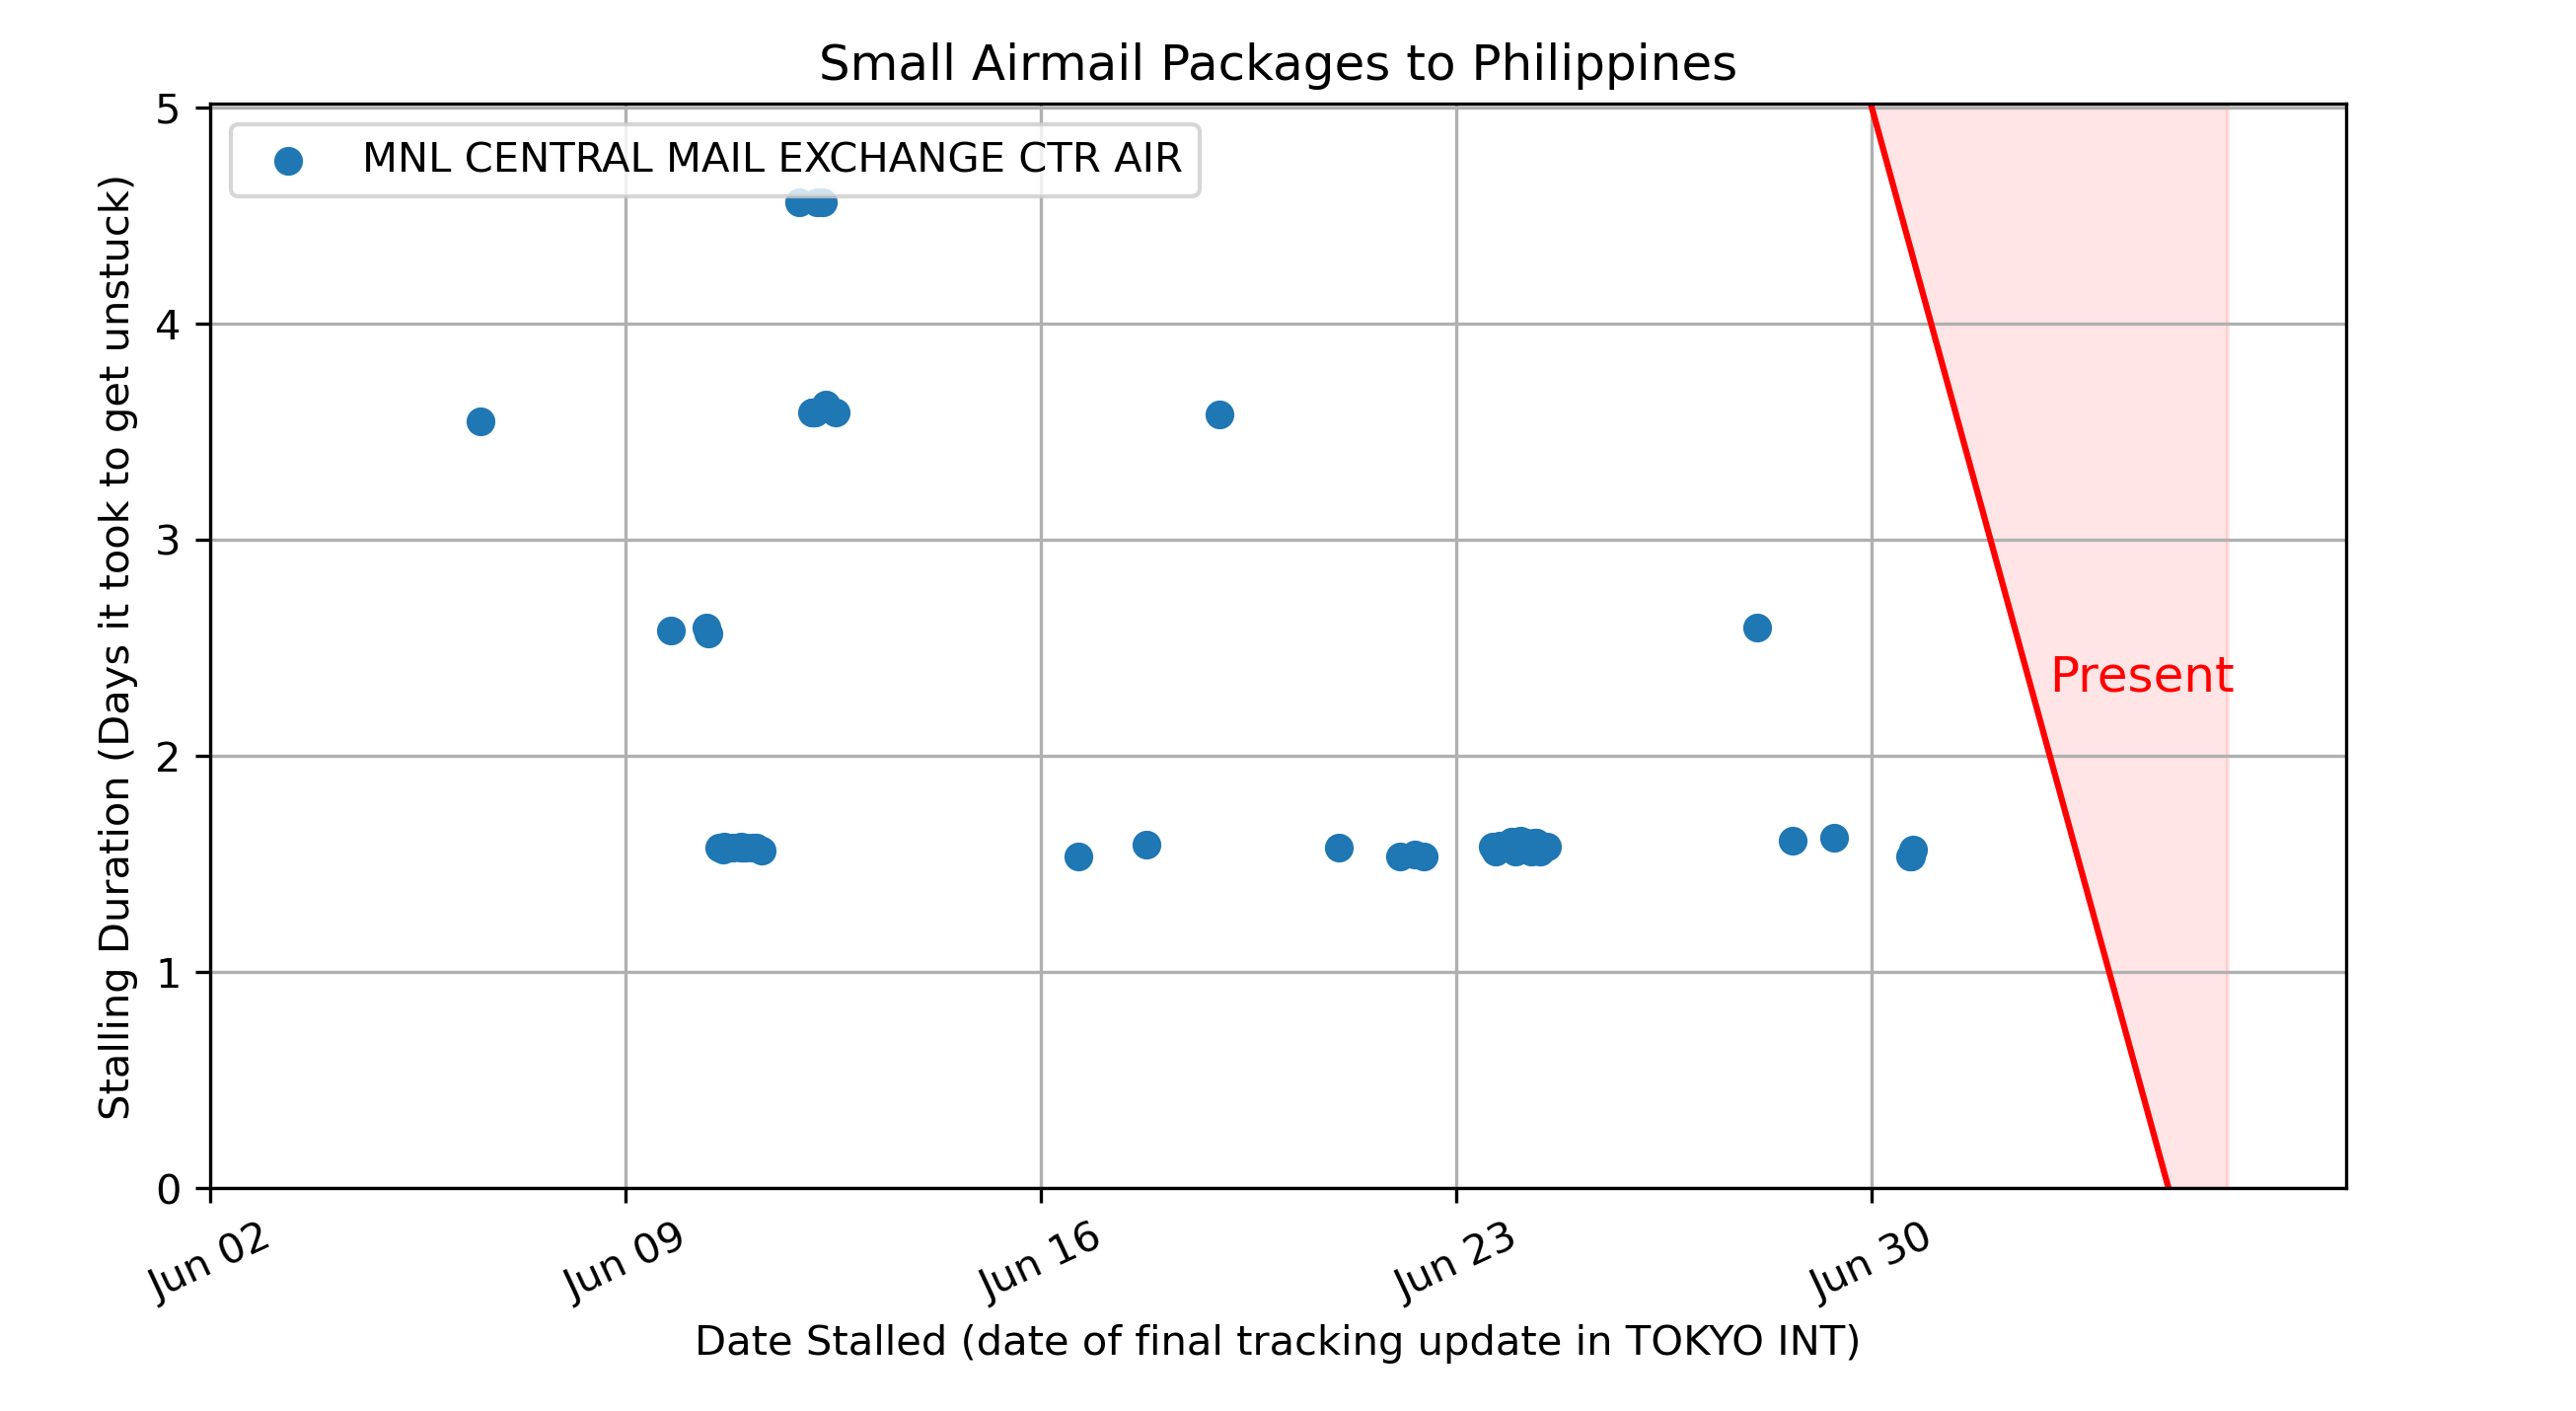 Small Airmail Packages to Philippines
MNL CENTRAL MAIL EXCHANGE CTR AIR
Stalling Duration (Days it took to get unstuck)
5
4
3
2
1
0
Present
Jun 02
Jun 09
Jun 16
Jun 23
Jun 30
Date Stalled (date of final tracking update in TOKYO INT)